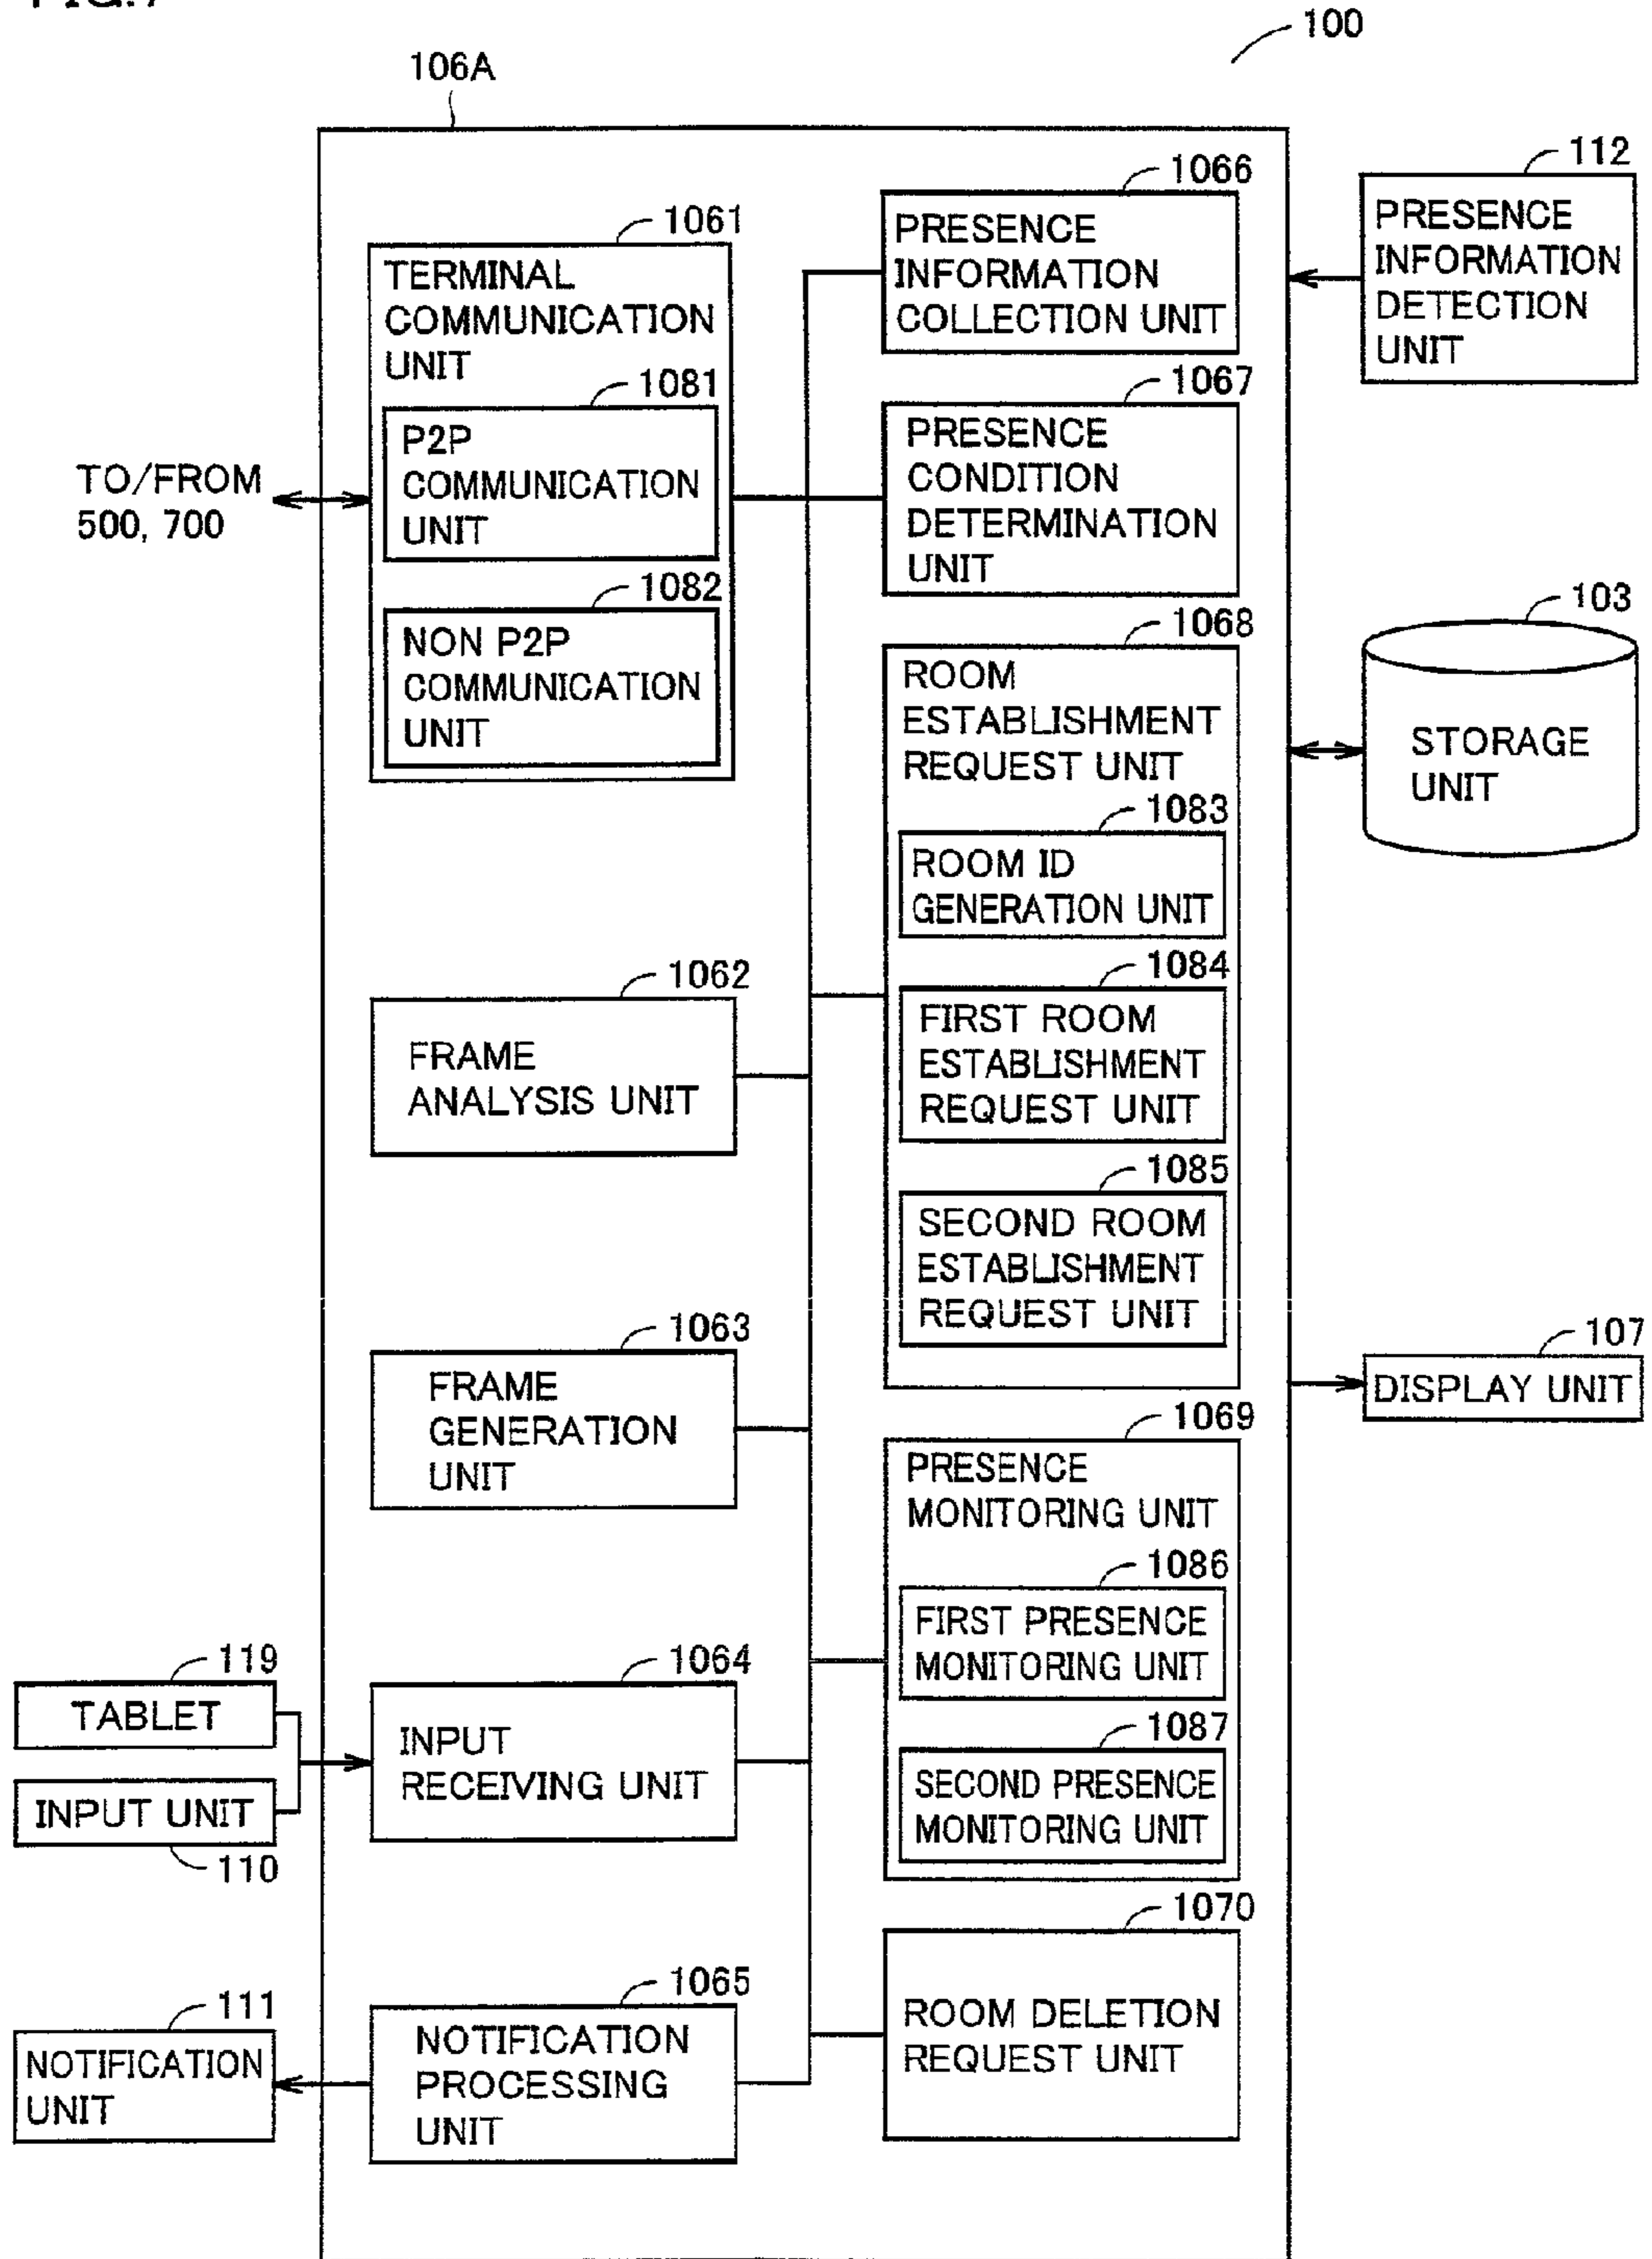 FIG.7
100
106A
112
PRESENCE
INFORMATION
DETECTION
UNIT
1061
TERMINAL
COMMUNICATION
UNIT
1081
P2P
COMMUNICATION
UNIT
1082
NON P2P
COMMUNICATION
UNIT
TO/FROM
500, 700
1066
PRESENCE
INFORMATION
COLLECTION UNIT
1067
PRESENCE
CONDITION
DETERMINATION
UNIT
103
STORAGE
UNIT
1068
ROOM
ESTABLISHMENT
REQUEST UNIT
1083
ROOM ID
GENERATION UNIT
1084
FIRST ROOM
ESTABLISHMENT
REQUEST UNIT
1085
SECOND ROOM
ESTABLISHMENT
REQUEST UNIT
1062
FRAME
ANALYSIS UNIT
1063
FRAME
GENERATION
UNIT
107
DISPLAY UNIT
1069
PRESENCE
MONITORING UNIT
1086
FIRST PRESENCE
MONITORING UNIT
1087
SECOND PRESENCE
MONITORING UNIT
119
TABLET
INPUT UNIT
110
1064
INPUT
RECEIVING UNIT
1070
ROOM DELETION
REQUEST UNIT
111
NOTIFICATION
UNIT
1065
NOTIFICATION
PROCESSING
UNIT